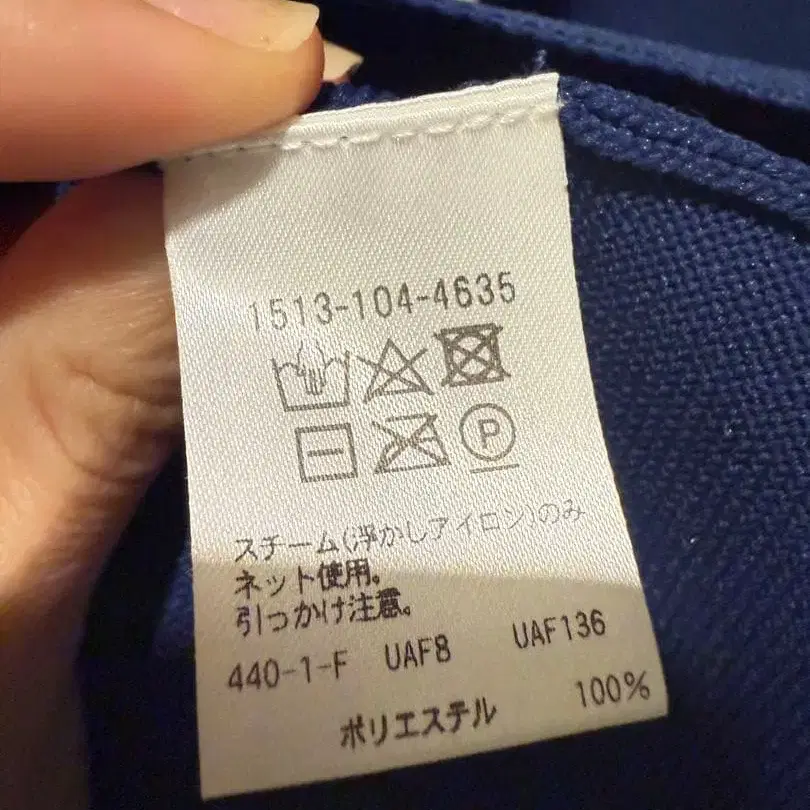 1513-104-4635
P
スチーム(浮かしアイロン)のみ
ネット使用。
引っかけ注意。
440-1-F UAF8 UAF136
ポリエステル 100%